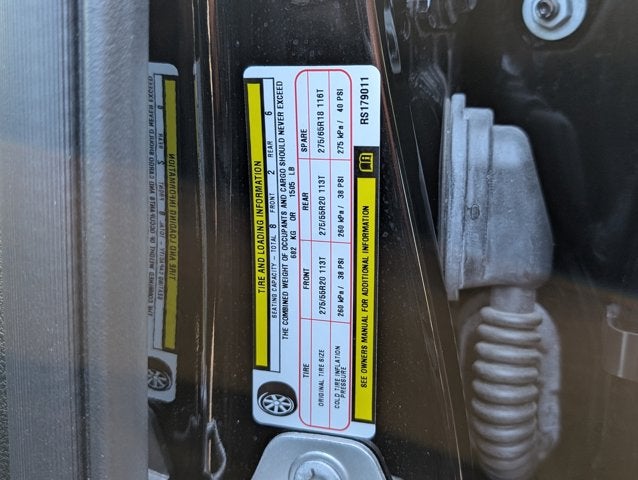 TIRE AND LOADING INFORMATION
SEATING CAPACITY - TOTAL 8 FRONT 2 REAR 6
THE COMBINED WEIGHT OF OCCUPANTS AND CARGO SHOULD NEVER EXCEED
682 KG OR 1505 LB
TIRE FRONT REAR SPARE
ORIGINAL TIRE SIZE 275/55R20 113T 275/55R20 113T 275/65R18 116T
COLD TIRE INFLATION PRESSURE 260 kPa / 38 PSI 260 kPa / 38 PSI 275 kPa / 40 PSI
SEE OWNERS MANUAL FOR ADDITIONAL INFORMATION
RS179011